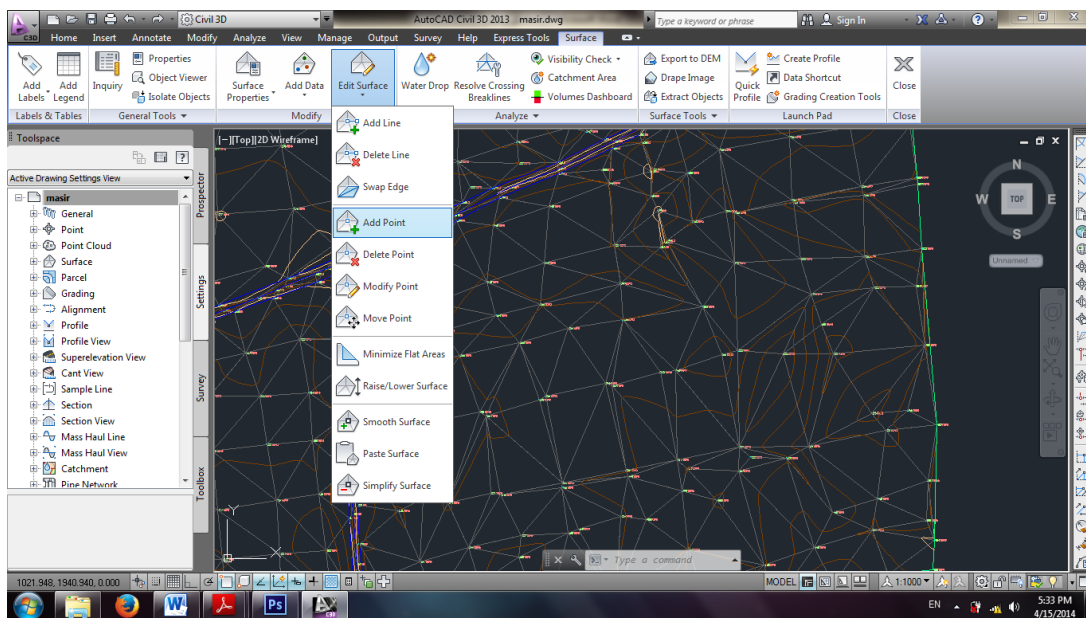 Civil 3D
AutoCAD Civil 3D 2013 masir.dwg
Type a keyword or phrase
Sign In
C3D
Home Insert Annotate Modify Analyze View Manage Output Survey Help Express Tools Surface
Add Labels
Add Legend
Labels & Tables
Inquiry
Properties
Object Viewer
Isolate Objects
General Tools
Surface Properties
Add Data
Edit Surface
Modify
Water Drop
Resolve Crossing Breaklines
Visibility Check
Catchment Area
Volumes Dashboard
Analyze
Export to DEM
Drape Image
Extract Objects
Surface Tools
Quick Profile
Create Profile
Data Shortcut
Grading Creation Tools
Launch Pad
Close
Close
Add Line
Delete Line
Swap Edge
Add Point
Delete Point
Modify Point
Move Point
Minimize Flat Areas
Raise/Lower Surface
Smooth Surface
Paste Surface
Simplify Surface
Toolspace
Active Drawing Settings View
masir
General
Point
Point Cloud
Surface
Parcel
Grading
Alignment
Profile
Profile View
Superelevation View
Cant View
Sample Line
Section
Section View
Mass Haul Line
Mass Haul View
Catchment
Pipe Network
Prospector
Settings
Survey
Toolbox
[-][Top][2D Wireframe]
N
W TOP E
S
Unnamed
Y
X
Type a command
1021.948, 1940.940, 0.000
MODEL
1:1000
W
Ps
C3D
EN
5:33 PM
4/15/2014